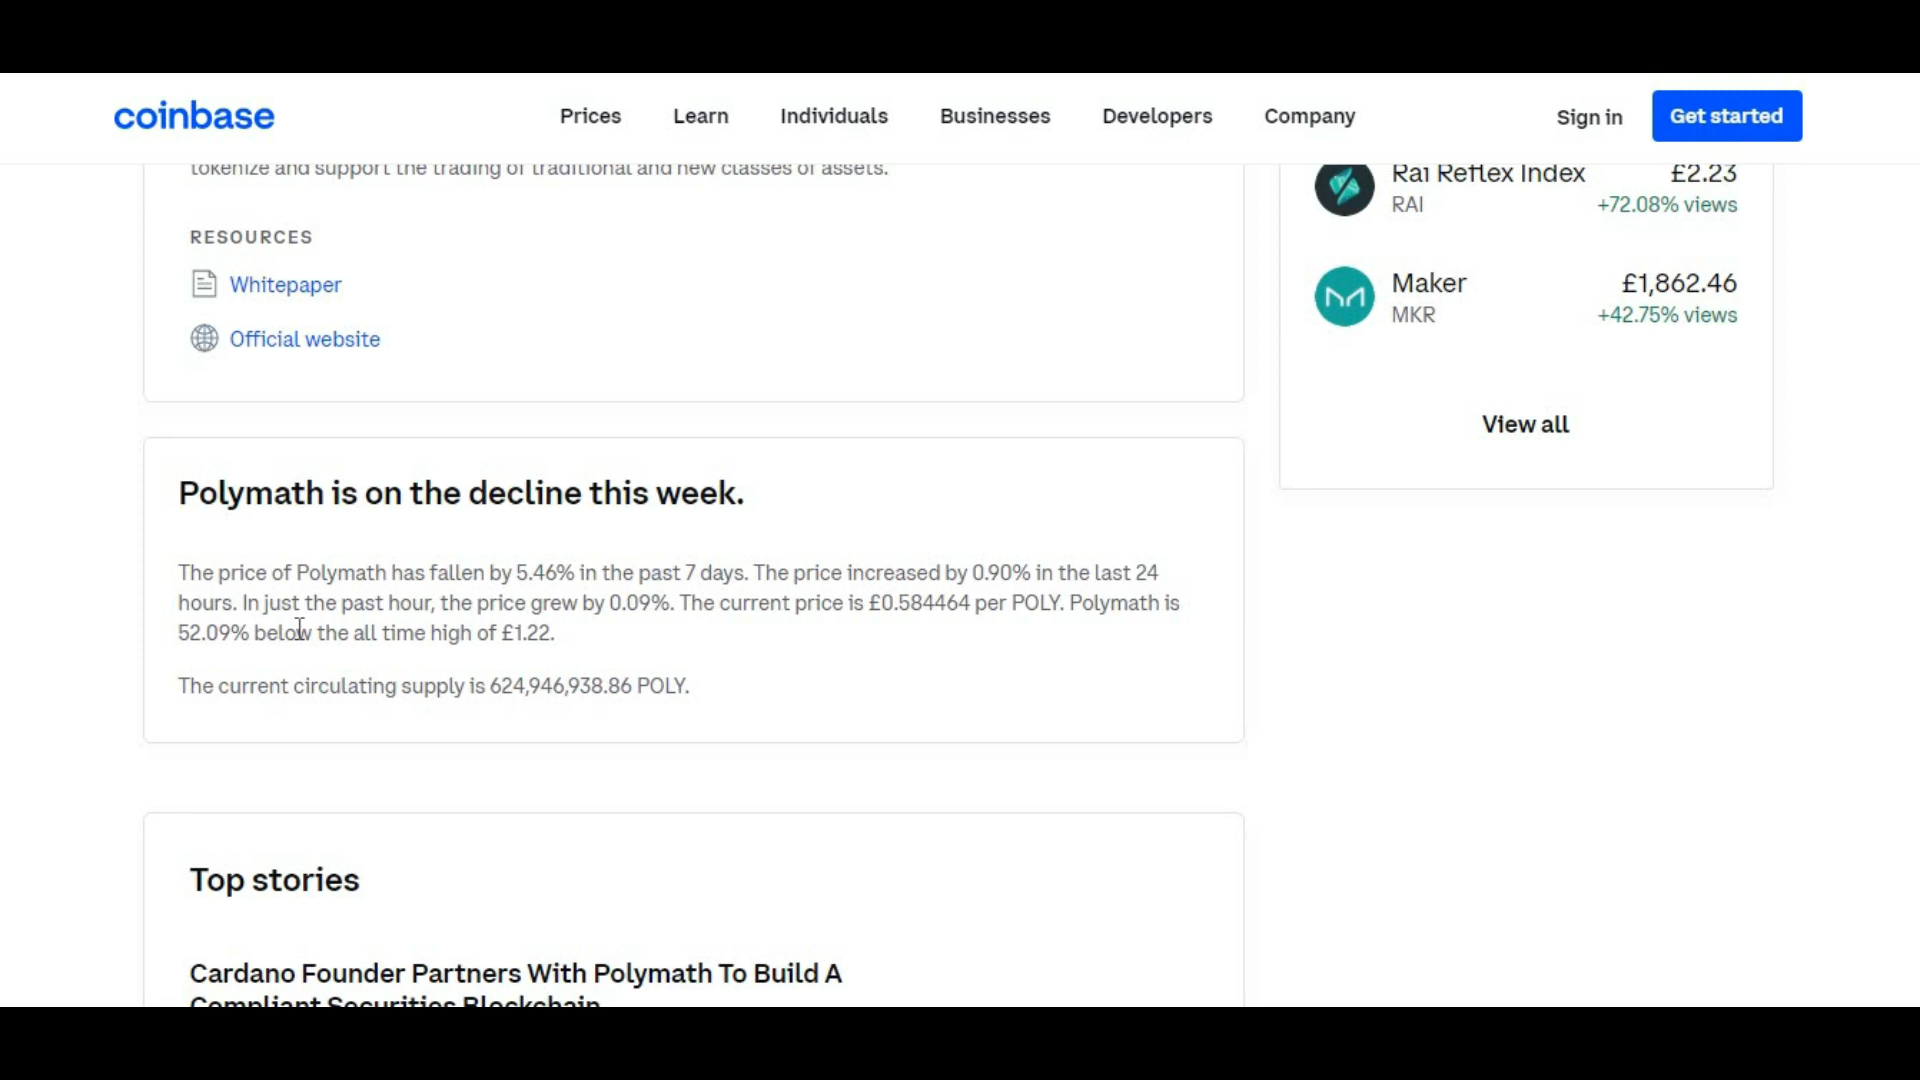 coinbase
Prices
Learn
Individuals
Businesses
Developers
Company
Sign in
Get started
tokenize and support the trading of traditional and new classes of assets.
RESOURCES
Whitepaper
Official website
Rai Reflex Index
£2.23
RAI
+72.08% views
Maker
£1,862.46
MKR
+42.75% views
View all
Polymath is on the decline this week.
The price of Polymath has fallen by 5.46% in the past 7 days. The price increased by 0.90% in the last 24
hours. In just the past hour, the price grew by 0.09%. The current price is £0.584464 per POLY. Polymath is
52.09% below the all time high of £1.22.
The current circulating supply is 624,946,938.86 POLY.
Top stories
Cardano Founder Partners With Polymath To Build A
Compliant Securities Blockchain